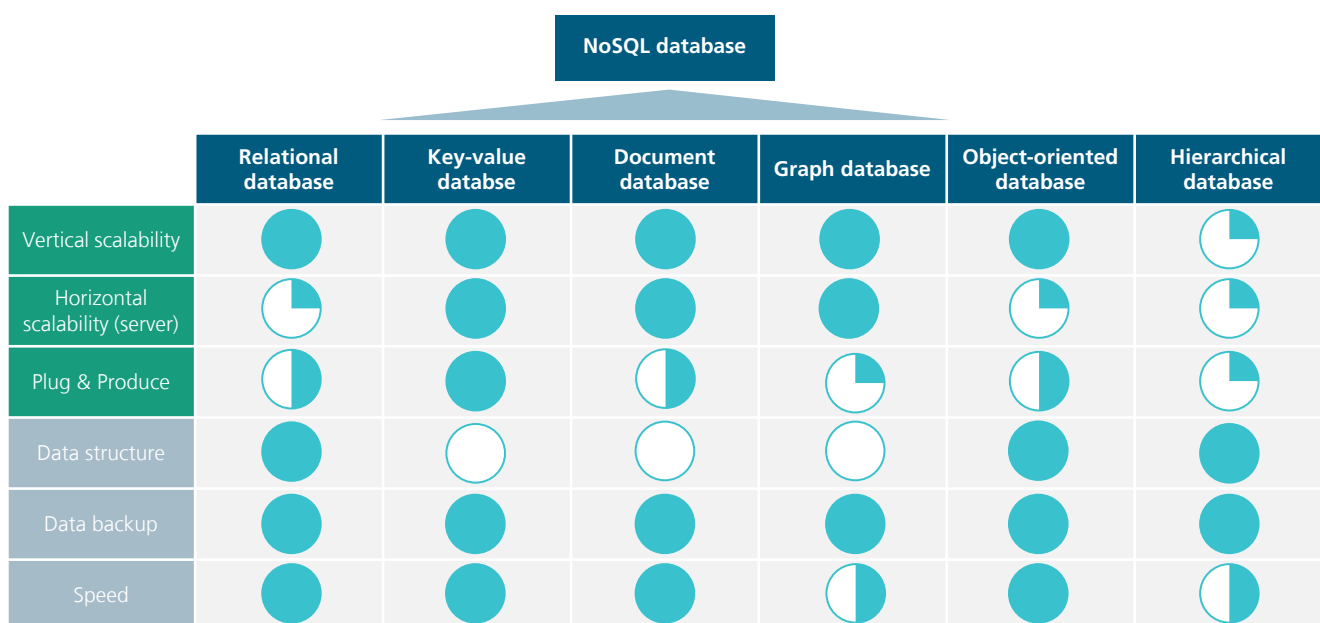 NoSQL database
Relational
database
Key-value
databse
Document
database
Graph database
Object-oriented
database
Hierarchical
database
Vertical scalability
Horizontal
scalability (server)
Plug & Produce
Data structure
Data backup
Speed